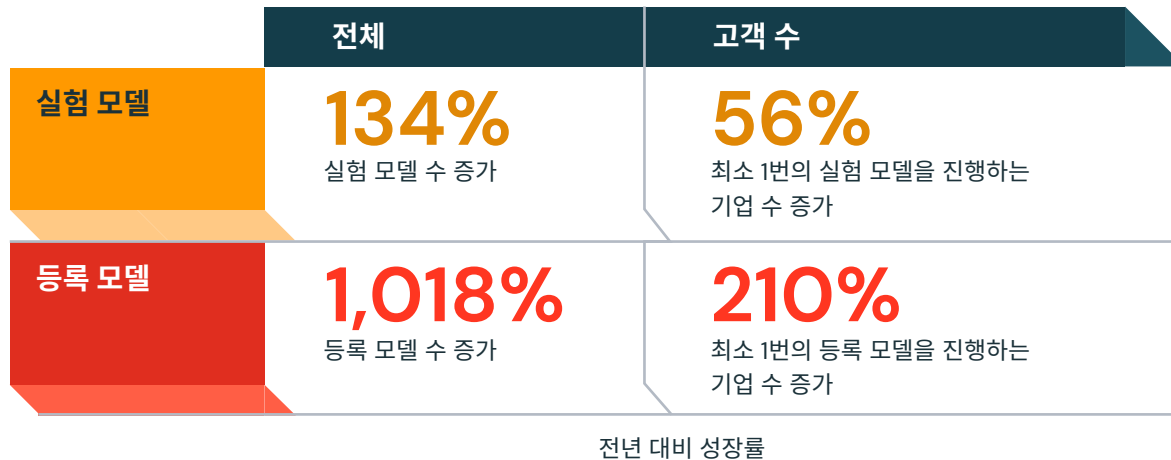 전체
고객 수
실험 모델
134%
실험 모델 수 증가
56%
최소 1번의 실험 모델을 진행하는
기업 수 증가
등록 모델
1,018%
등록 모델 수 증가
210%
최소 1번의 등록 모델을 진행하는
기업 수 증가
전년 대비 성장률